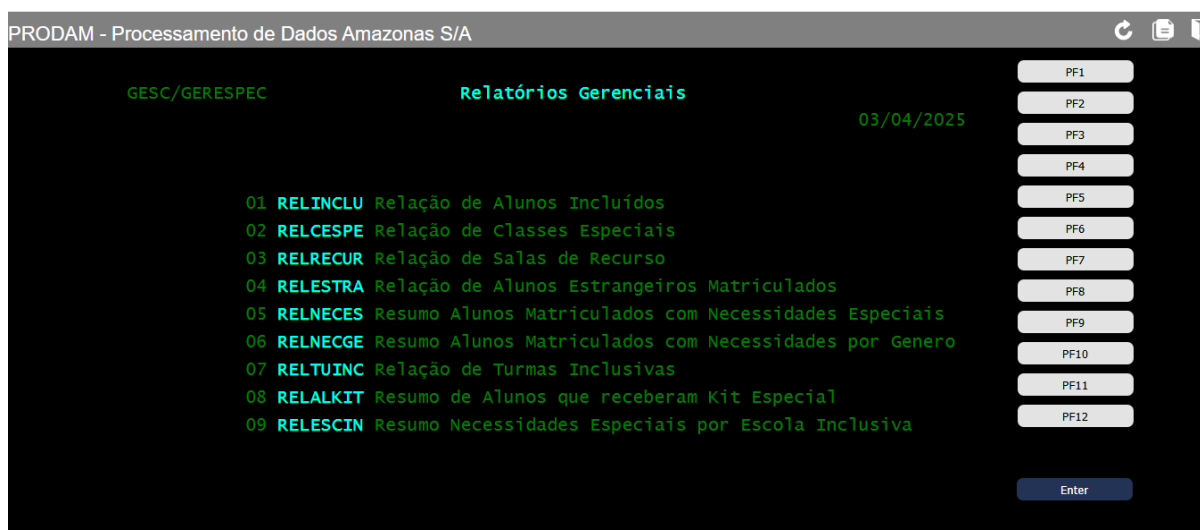 PRODAM - Processamento de Dados Amazonas S/A
GESC/GERESPEC Relatórios Gerenciais
03/04/2025
01 RELINCLU Relação de Alunos Incluídos
02 RELCESPE Relação de Classes Especiais
03 RELRECUR Relação de Salas de Recurso
04 RELESTRA Relação de Alunos Estrangeiros Matriculados
05 RELNECES Resumo Alunos Matriculados com Necessidades Especiais
06 RELNECGE Resumo Alunos Matriculados com Necessidades por Genero
07 RELTUINC Relação de Turmas Inclusivas
08 RELALKIT Resumo de Alunos que receberam Kit Especial
09 RELESCIN Resumo Necessidades Especiais por Escola Inclusiva
PF1
PF2
PF3
PF4
PF5
PF6
PF7
PF8
PF9
PF10
PF11
PF12
Enter